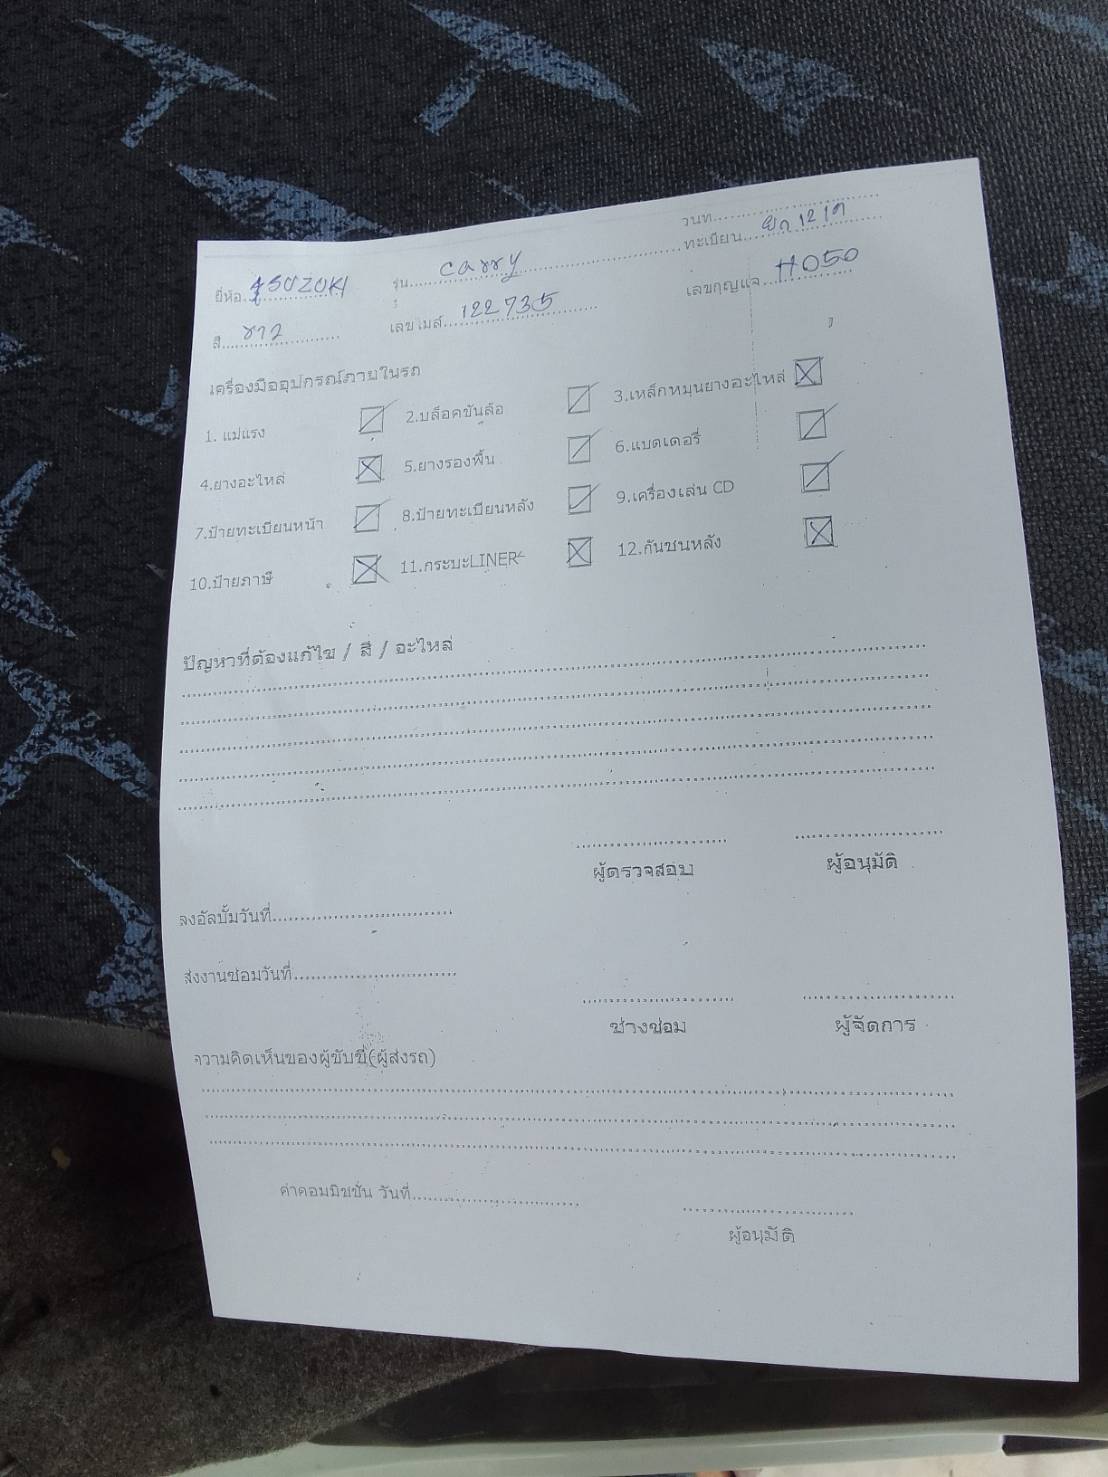 วันที่
ยี่ห้อ SUZUKI รุ่น carry ทะเบียน
สี ขาว เลขไมล์ 122735 เลขกุญแจ H050
เครื่องมืออุปกรณ์ภายในรถ
1. แม่แรง 2.บล็อคขันล้อ 3.เหล็กหมุนยางอะไหล่
4.ยางอะไหล่ 5.ยางรองพื้น 6.แบตเตอรี่
7.ป้ายทะเบียนหน้า 8.ป้ายทะเบียนหลัง 9.เครื่องเล่น CD
10.ป้ายภาษี 11.กระบะLINER 12.กันชนหลัง
ปัญหาที่ต้องแก้ไข / สี / อะไหล่
ผู้ตรวจสอบ ผู้อนุมัติ
ลงอัลบั้มวันที่
ส่งงานซ่อมวันที่
ช่างซ่อม ผู้จัดการ
ความคิดเห็นของผู้ขับขี่(ผู้ส่งรถ)
ค่าคอมมิชชั่น วันที่
ผู้อนุมัติ